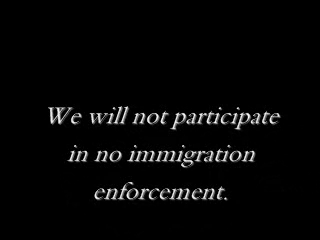 We will not participate
in no immigration
enforcement.